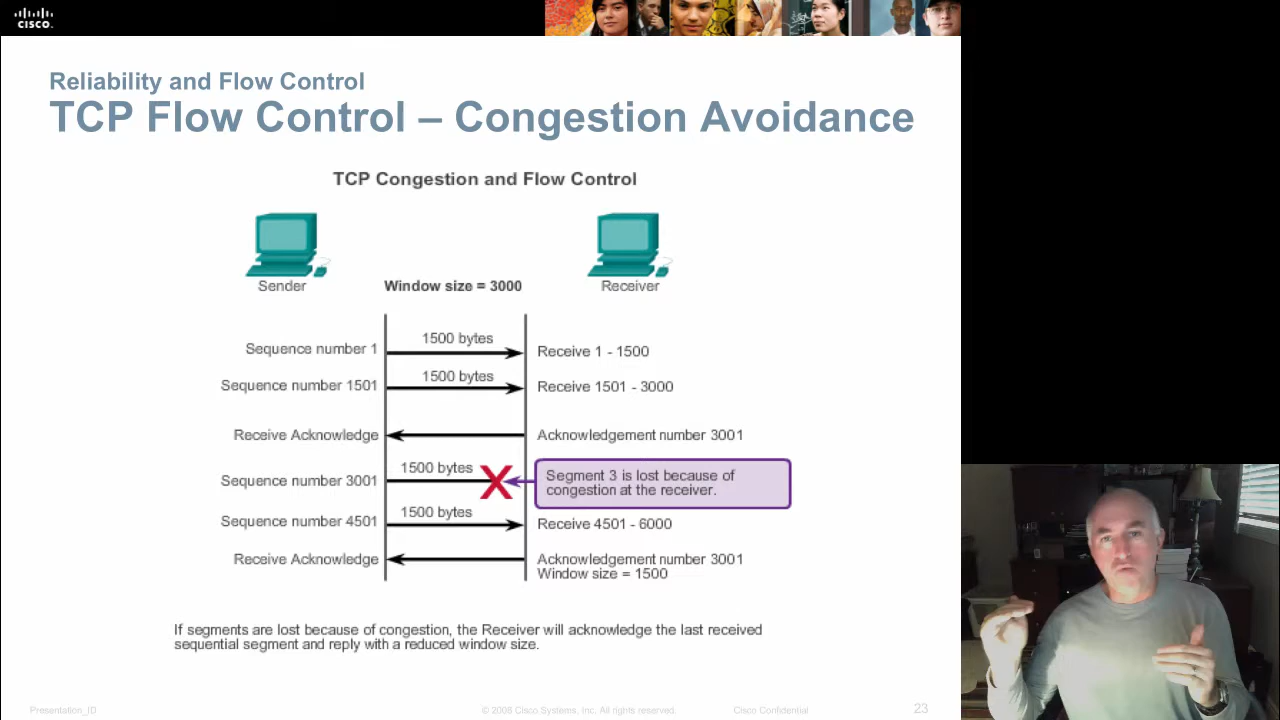 CISCO.
Reliability and Flow Control
TCP Flow Control – Congestion Avoidance
TCP Congestion and Flow Control
Sender
Window size = 3000
Receiver
Sequence number 1
1500 bytes
Receive 1 - 1500
Sequence number 1501
1500 bytes
Receive 1501 - 3000
Receive Acknowledge
Acknowledgement number 3001
Sequence number 3001
1500 bytes
X
Segment 3 is lost because of
congestion at the receiver.
Sequence number 4501
1500 bytes
Receive 4501 - 6000
Receive Acknowledge
Acknowledgement number 3001
Window size = 1500
If segments are lost because of congestion, the Receiver will acknowledge the last received
sequential segment and reply with a reduced window size.
Presentation_ID
© 2008 Cisco Systems, Inc. All rights reserved.
Cisco Confidential
23